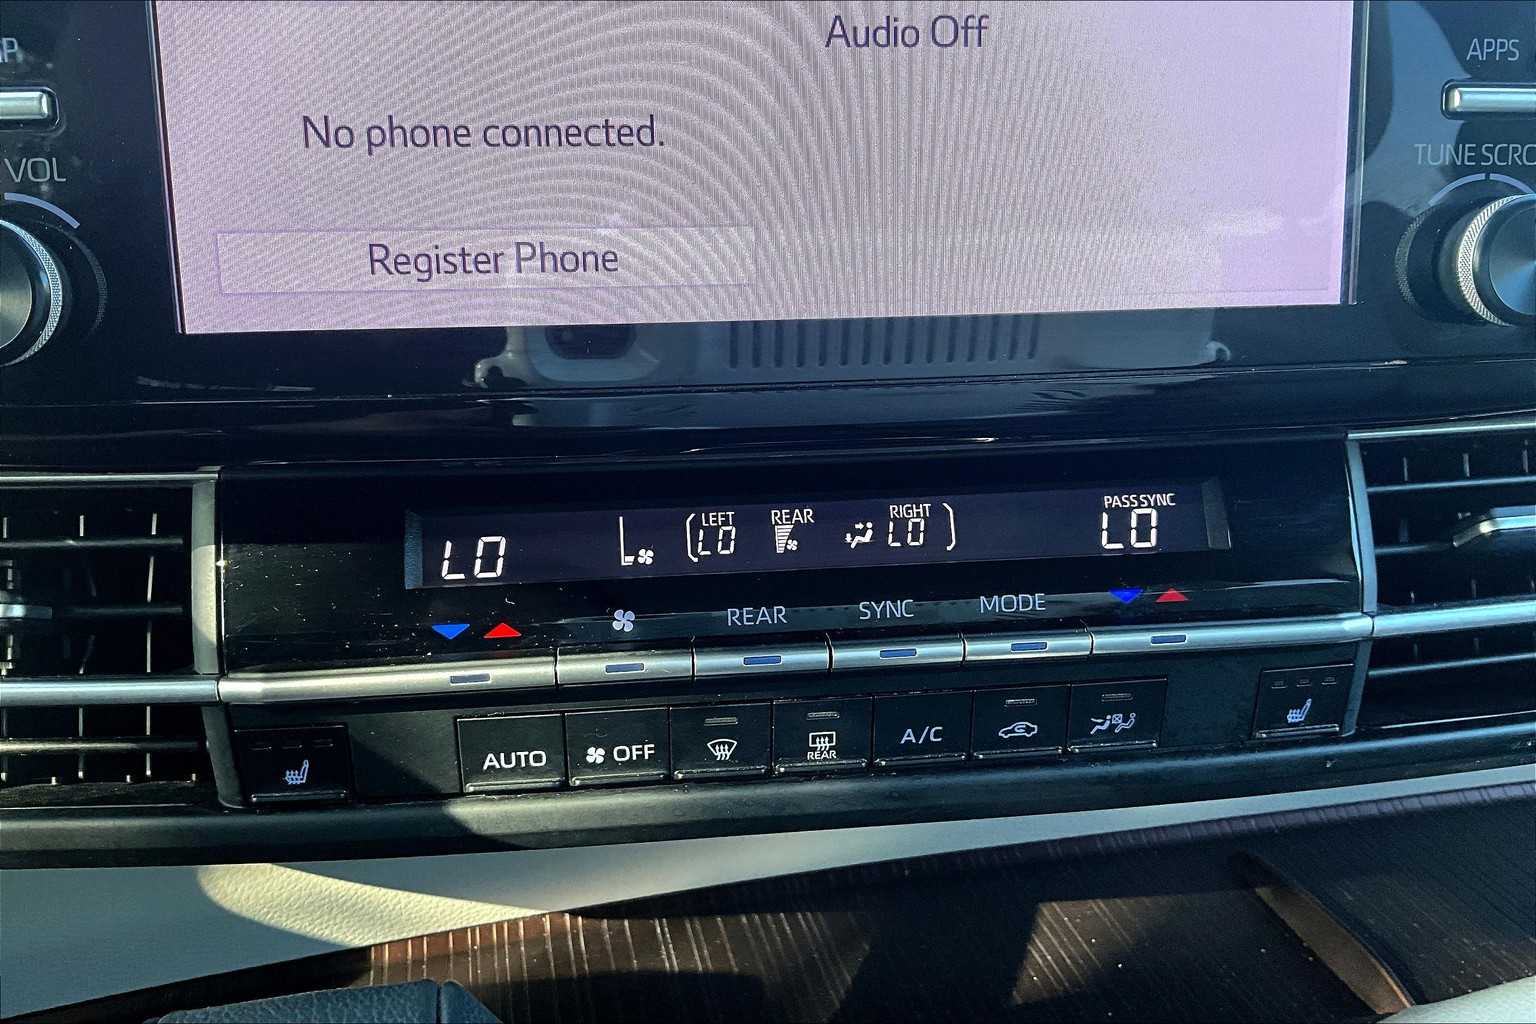 Audio Off
No phone connected.
Register Phone
APPS
VOL
TUNE SCRO
LO
LEFT
LO
REAR
RIGHT
LO
PASS SYNC
LO
REAR
SYNC
MODE
AUTO
OFF
REAR
A/C